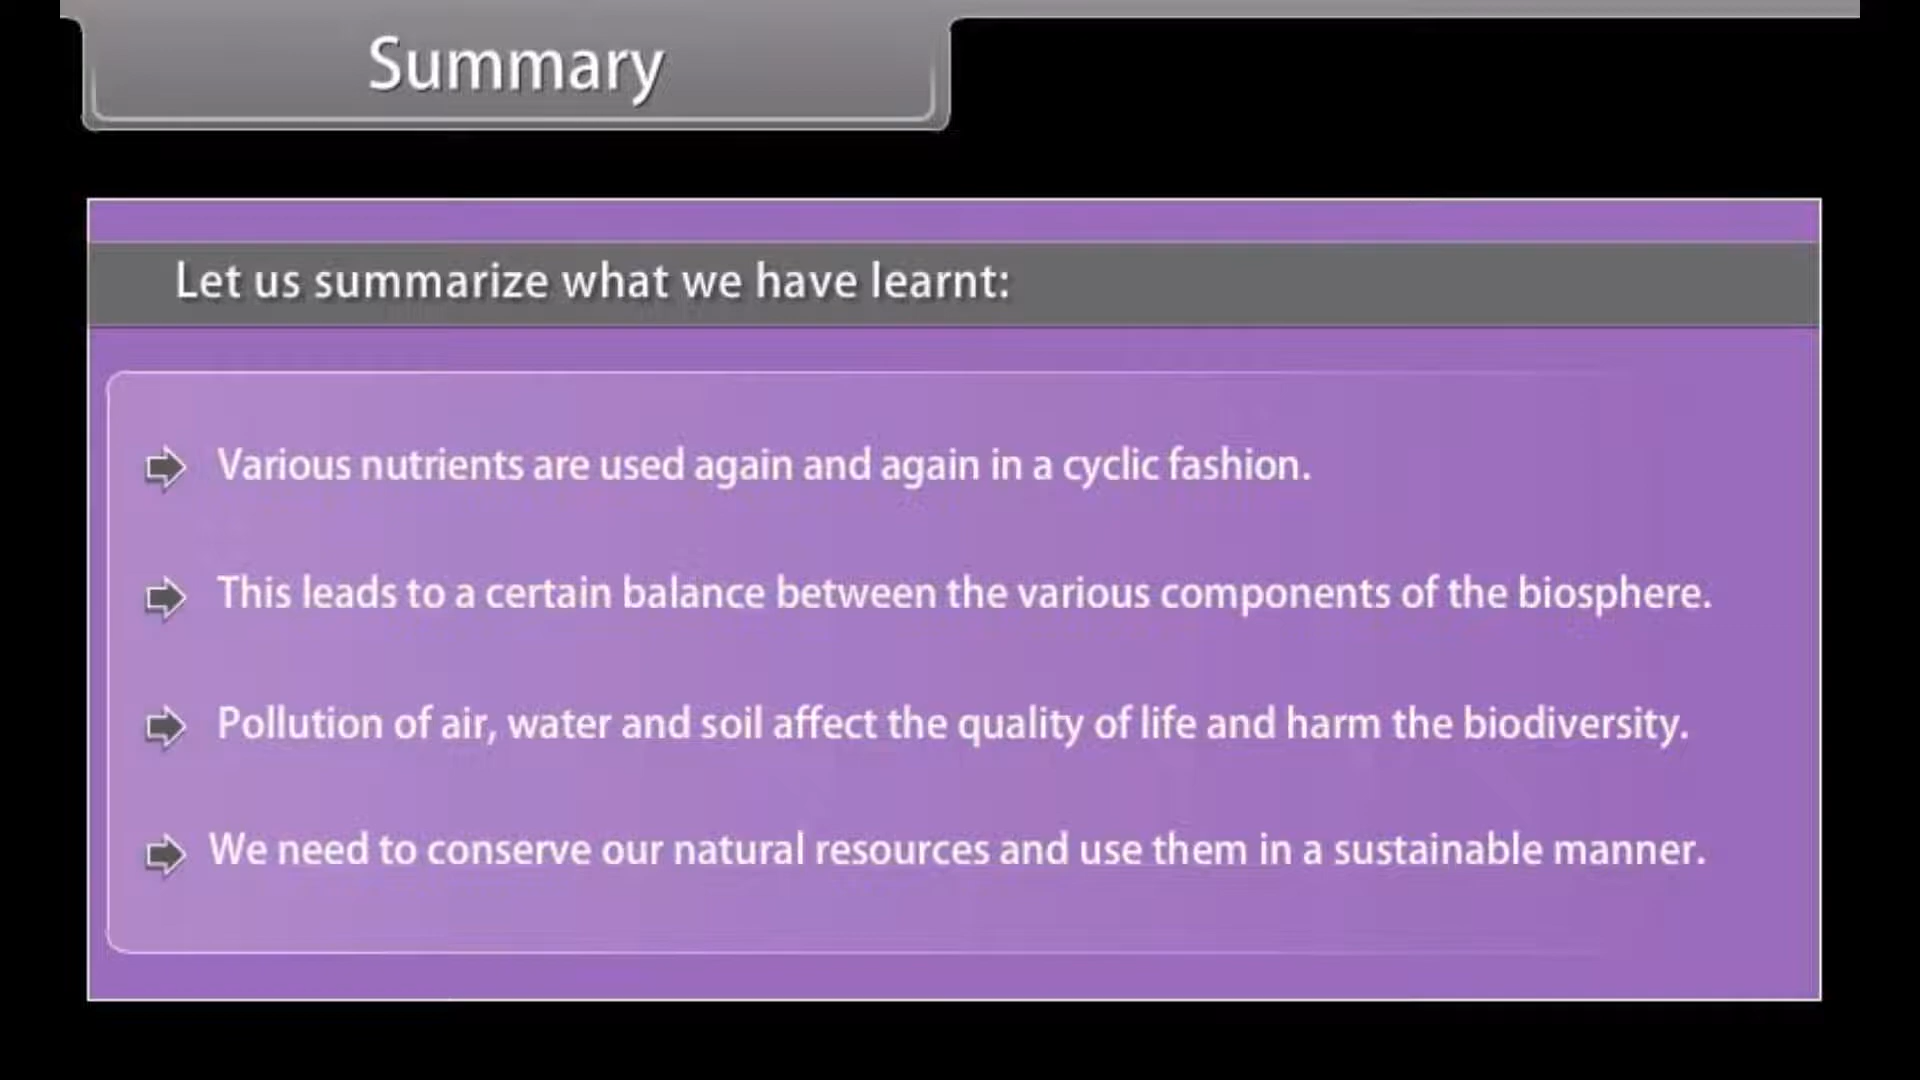 Summary
Let us summarize what we have learnt:
Various nutrients are used again and again in a cyclic fashion.
This leads to a certain balance between the various components of the biosphere.
Pollution of air, water and soil affect the quality of life and harm the biodiversity.
We need to conserve our natural resources and use them in a sustainable manner.